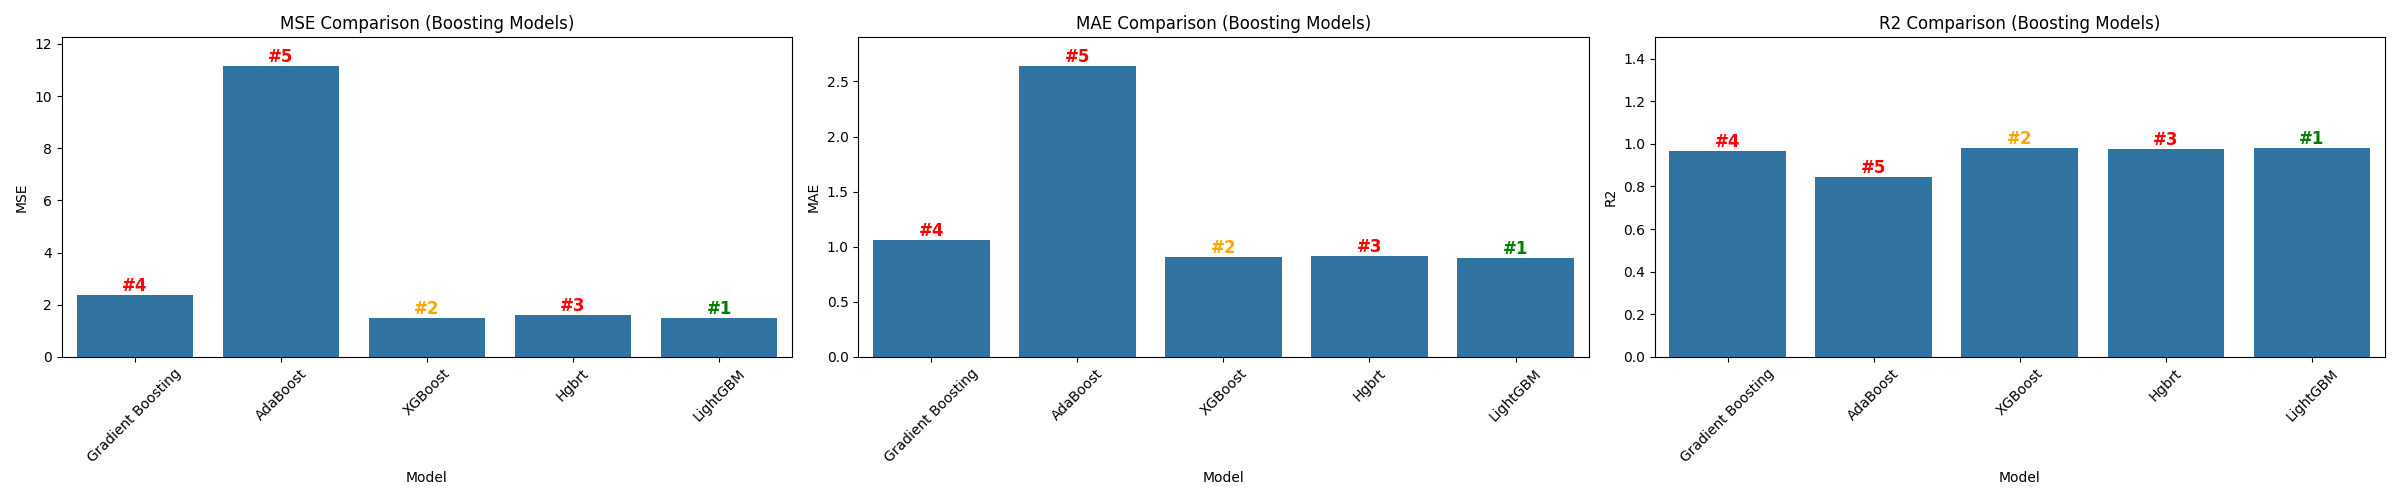 MSE Comparison (Boosting Models)
MSE
12
10
8
6
4
2
0
#4
#5
#2
#3
#1
Gradient Boosting
AdaBoost
XGBoost
Hgbrt
LightGBM
Model
MAE Comparison (Boosting Models)
MAE
2.5
2.0
1.5
1.0
0.5
0.0
#4
#5
#2
#3
#1
Gradient Boosting
AdaBoost
XGBoost
Hgbrt
LightGBM
Model
R2 Comparison (Boosting Models)
R2
1.4
1.2
1.0
0.8
0.6
0.4
0.2
0.0
#4
#5
#2
#3
#1
Gradient Boosting
AdaBoost
XGBoost
Hgbrt
LightGBM
Model